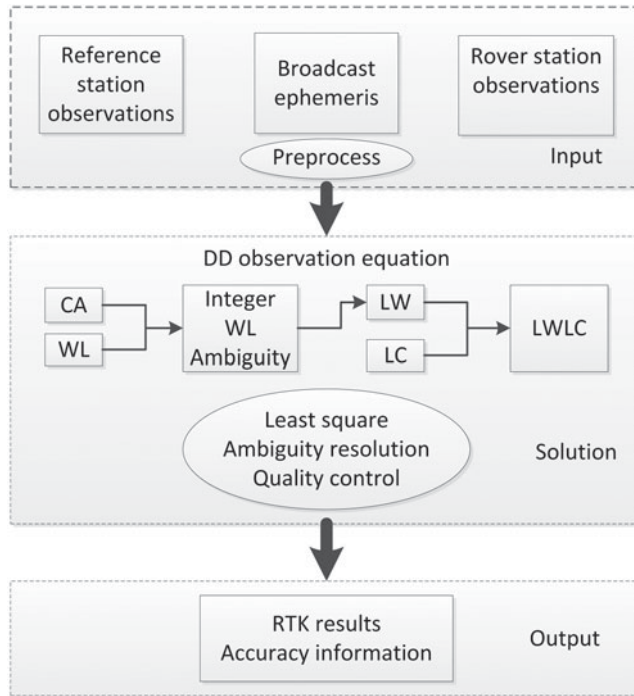 Reference
station
observations
Broadcast
ephemeris
Rover station
observations
Preprocess
Input
DD observation equation
CA
WL
Integer
WL
Ambiguity
LW
LC
LWLC
Least square
Ambiguity resolution
Quality control
Solution
RTK results
Accuracy information
Output